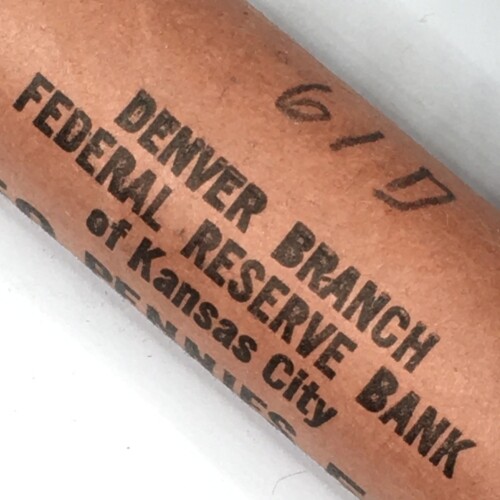 61D
DENVER BRANCH
FEDERAL RESERVE BANK
of Kansas City
PENNIES